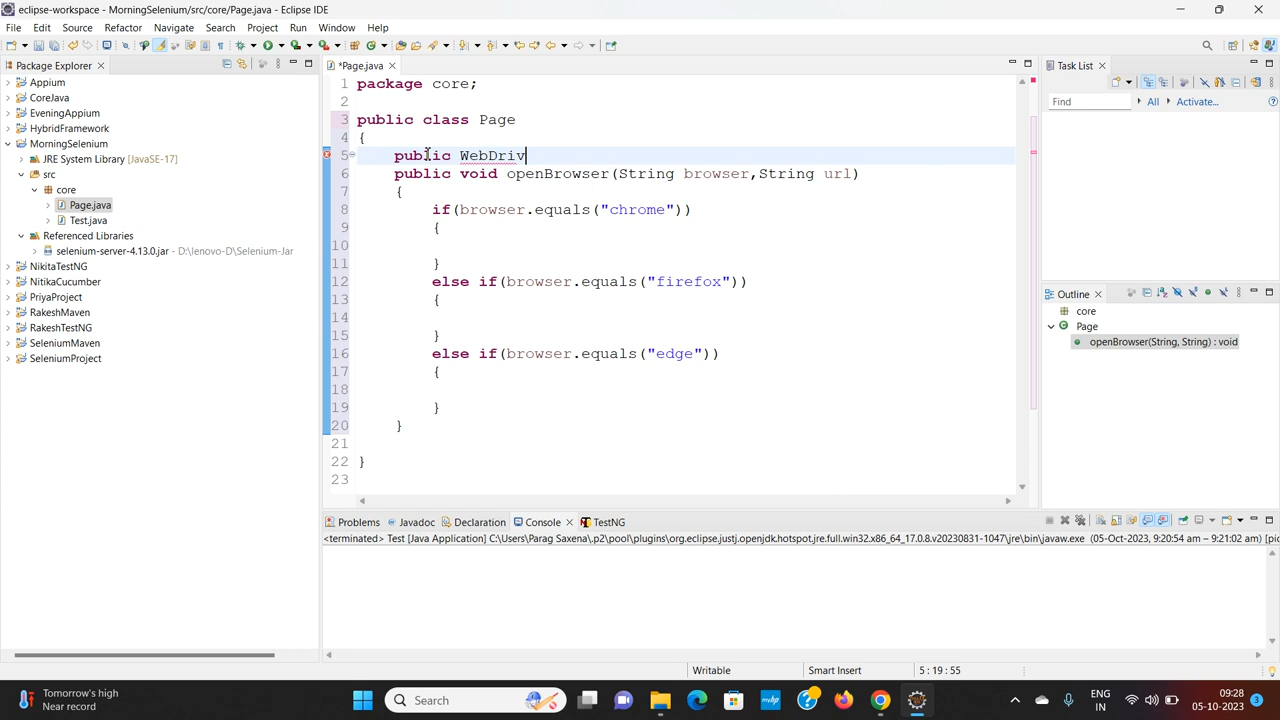 eclipse-workspace - MorningSelenium/src/core/Page.java - Eclipse IDE
File Edit Source Refactor Navigate Search Project Run Window Help
Package Explorer
Appium
CoreJava
EveningAppium
HybridFramework
MorningSelenium
JRE System Library [JavaSE-17]
src
core
Page.java
Test.java
Referenced Libraries
selenium-server-4.13.0.jar - D:\lenovo-D\Selenium-Jar
NikitaTestNG
NitikaCucumber
PriyaProject
RakeshMaven
RakeshTestNG
SeleniumMaven
SeleniumProject
*Page.java
1 package core;
2
3 public class Page
4 {
5 public WebDriv
6 public void openBrowser(String browser,String url)
7 {
8 if(browser.equals("chrome"))
9 {
10
11 }
12 else if(browser.equals("firefox"))
13 {
14
15 }
16 else if(browser.equals("edge"))
17 {
18
19 }
20 }
21
22 }
23
Task List
Find All Activate...
Outline
core
Page
openBrowser(String, String) : void
Problems Javadoc Declaration Console TestNG
<terminated> Test [Java Application] C:\Users\Parag Saxena\.p2\pool\plugins\org.eclipse.justj.openjdk.hotspot.jre.full.win32.x86_64_17.0.8.v20230831-1047\jre\bin\javaw.exe (05-Oct-2023, 9:20:54 am – 9:21:02 am) [pic
Writable Smart Insert 5 : 19 : 55
Tomorrow's high
Near record
Search
ENG
IN
09:28
05-10-2023